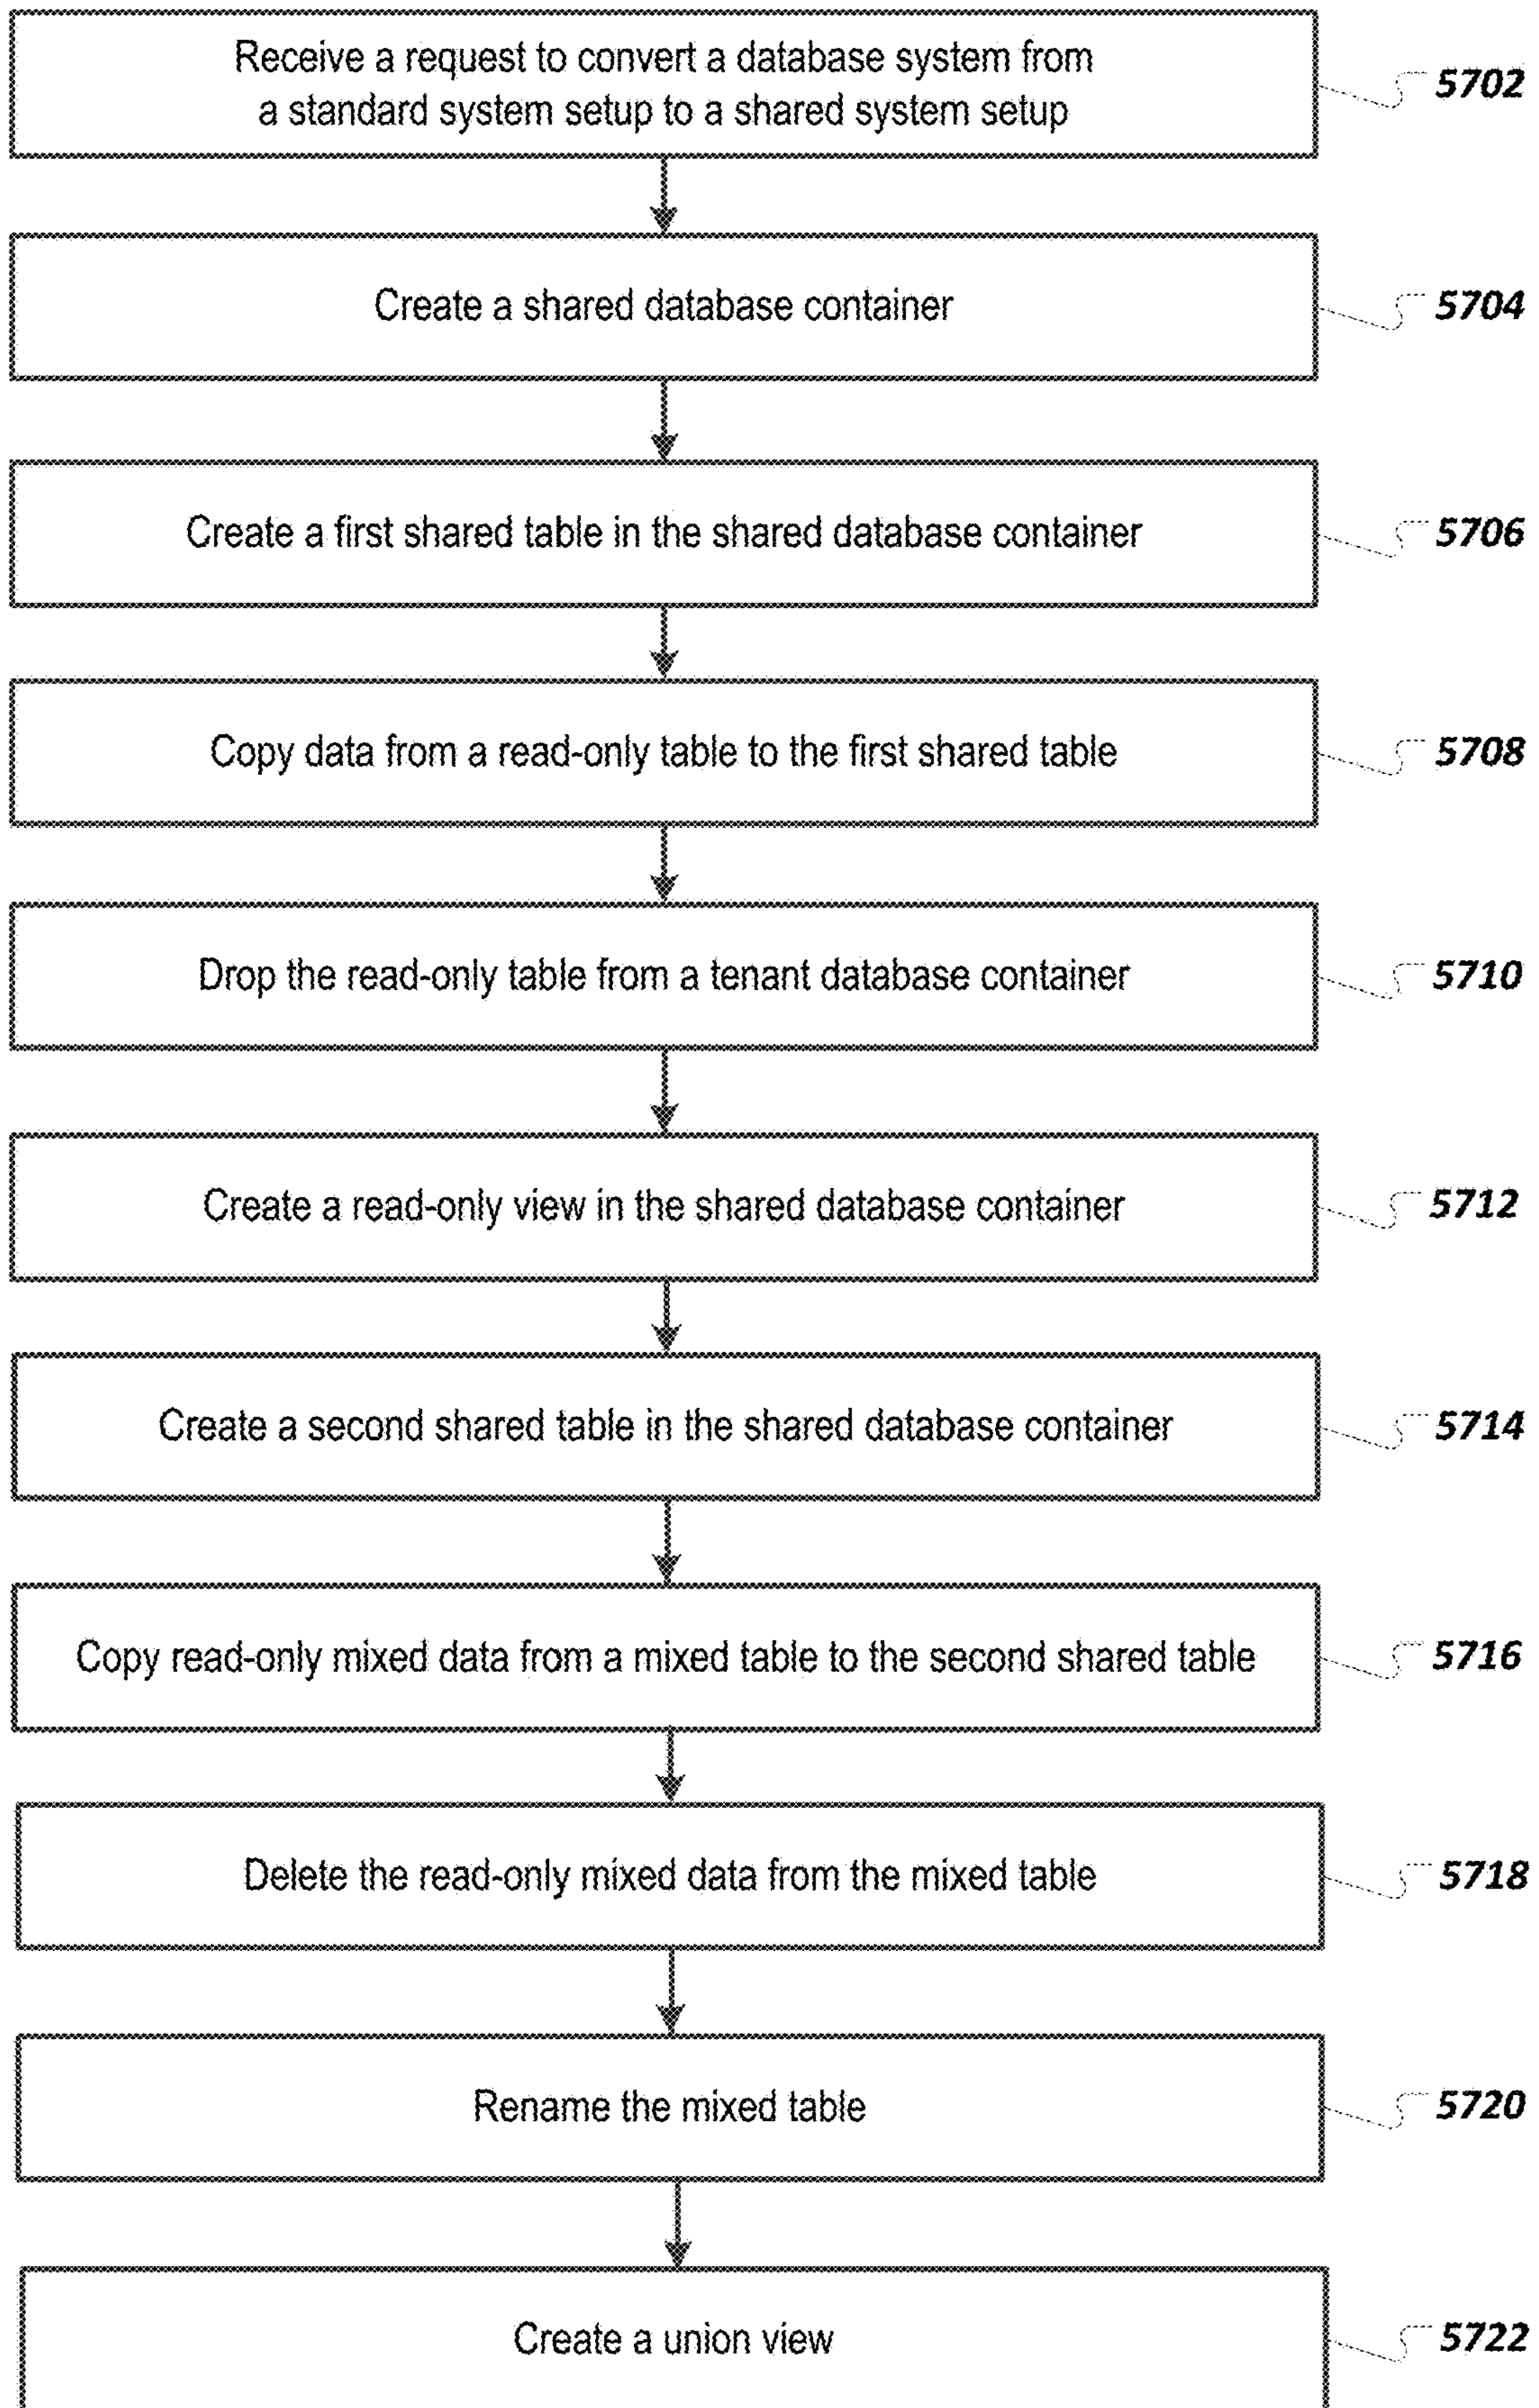 Receive a request to convert a database system from
a standard system setup to a shared system setup
5702
Create a shared database container
5704
Create a first shared table in the shared database container
5706
Copy data from a read-only table to the first shared table
5708
Drop the read-only table from a tenant database container
5710
Create a read-only view in the shared database container
5712
Create a second shared table in the shared database container
5714
Copy read-only mixed data from a mixed table to the second shared table
5716
Delete the read-only mixed data from the mixed table
5718
Rename the mixed table
5720
Create a union view
5722